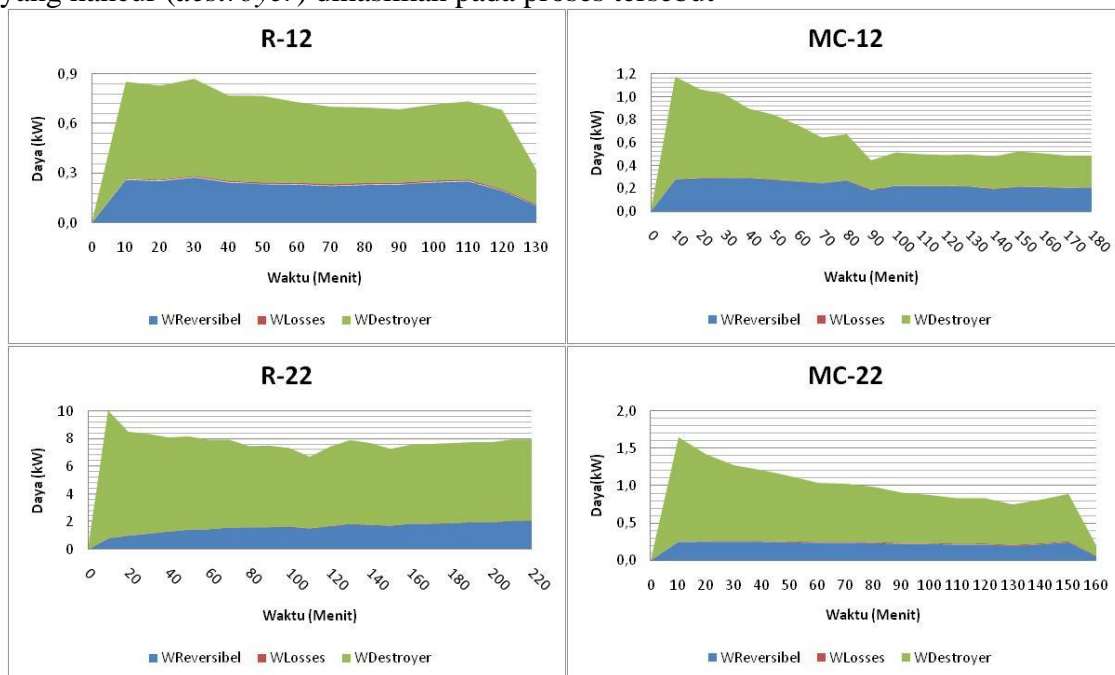 yang hancur (destroyer) dihasilkan pada proses tersebut
R-12
0,9
0,6
0,3
0,0
Daya (kW)
0 10 20 30 40 50 60 70 80 90 100 110 120 130
Waktu (Menit)
WReversibel WLosses WDestroyer
MC-12
1,2
1,0
0,8
0,6
0,4
0,2
0,0
Daya (kW)
0 10 20 30 40 50 60 70 80 90 100 110 120 130 140 150 160 170 180
Waktu (Menit)
WReversibel WLosses WDestroyer
R-22
10
8
6
4
2
0
Daya (kW)
0 20 40 60 80 100 120 140 160 180 200 220
Waktu (Menit)
WReversibel WLosses WDestroyer
MC-22
2,0
1,5
1,0
0,5
0,0
Daya(kW)
0 10 20 30 40 50 60 70 80 90 100 110 120 130 140 150 160
Waktu (Menit)
WReversibel WLosses WDestroyer